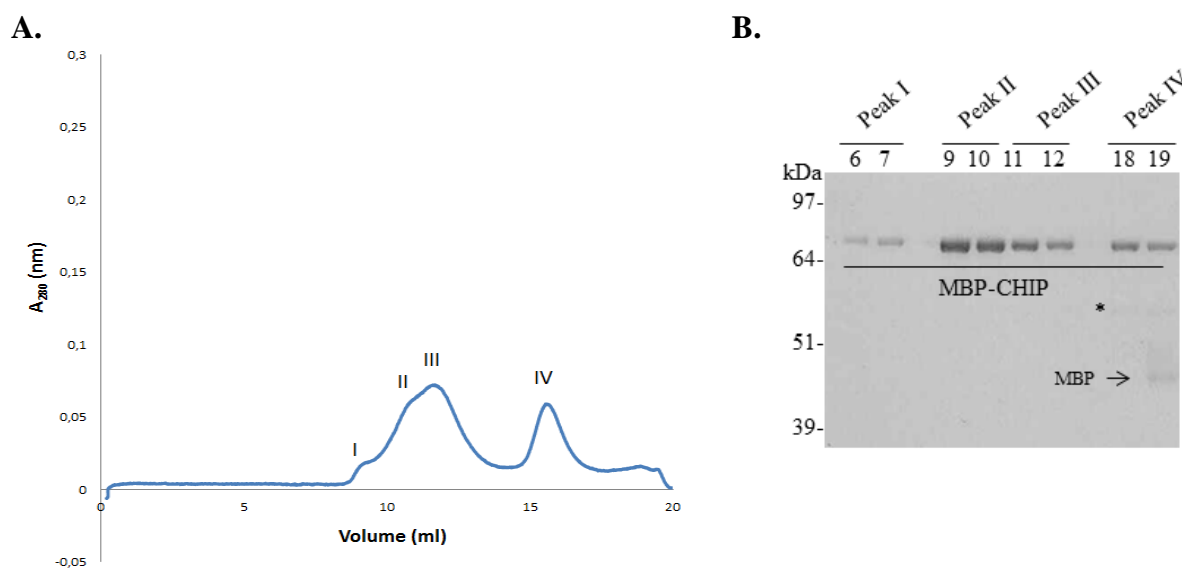 A.
0,3
0,25
0,2
0,15
0,1
0,05
0
-0,05
A280 (nm)
I
II
III
IV
0 5 10 15 20
Volume (ml)
B.
Peak I Peak II Peak III Peak IV
6 7 9 10 11 12 18 19
kDa
97-
64-
MBP-CHIP
*
51-
MBP →
39-